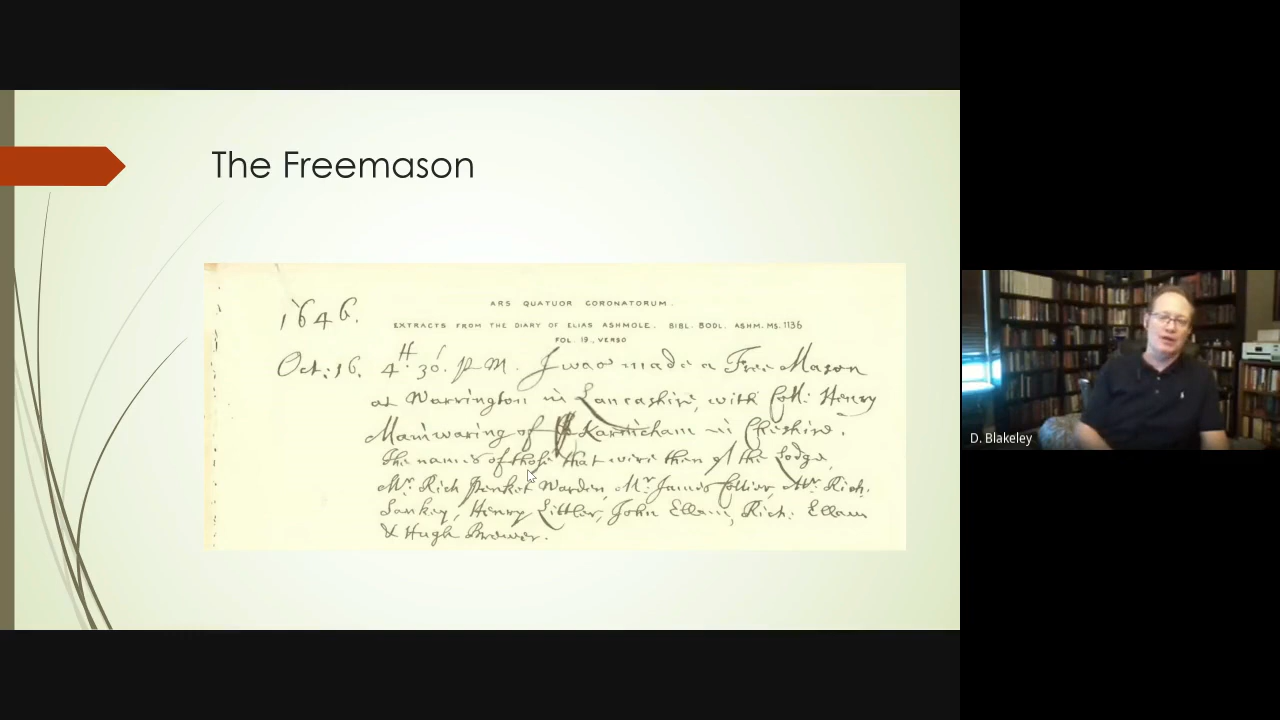 The Freemason
1646.
ARS QUATUOR CORONATORUM.
EXTRACTS FROM THE DIARY OF ELIAS ASHMOLE. BIBL. BODL. ASHM. MS. 1136
FOL. 19., VERSO
Oct: 16. 4H. 30'. p.m. I was made a Free Mason
at Warrington in Lancashire, with Coll: Henry
Mainwaring of Karincham in Cheshire.
The names of those that were then of the Lodge,
Mr. Rich Penket Warden, Mr. James Collier, Mr. Rich.
Sankey, Henry Littler, John Ellam, Rich: Ellam
& Hugh Brewer.
D. Blakeley